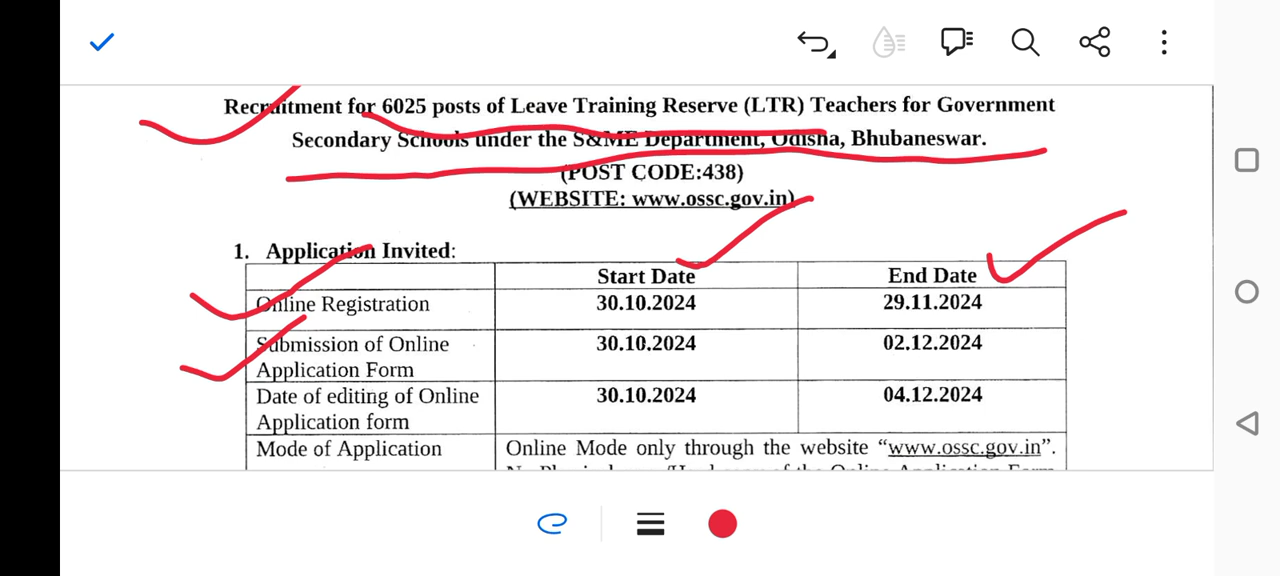 Recruitment for 6025 posts of Leave Training Reserve (LTR) Teachers for Government
Secondary Schools under the S&ME Department, Odisha, Bhubaneswar.
(POST CODE:438)
(WEBSITE: www.ossc.gov.in)
1. Application Invited:
Start Date End Date
Online Registration 30.10.2024 29.11.2024
Submission of Online 30.10.2024 02.12.2024
Application Form
Date of editing of Online 30.10.2024 04.12.2024
Application form
Mode of Application Online Mode only through the website “www.ossc.gov.in”.